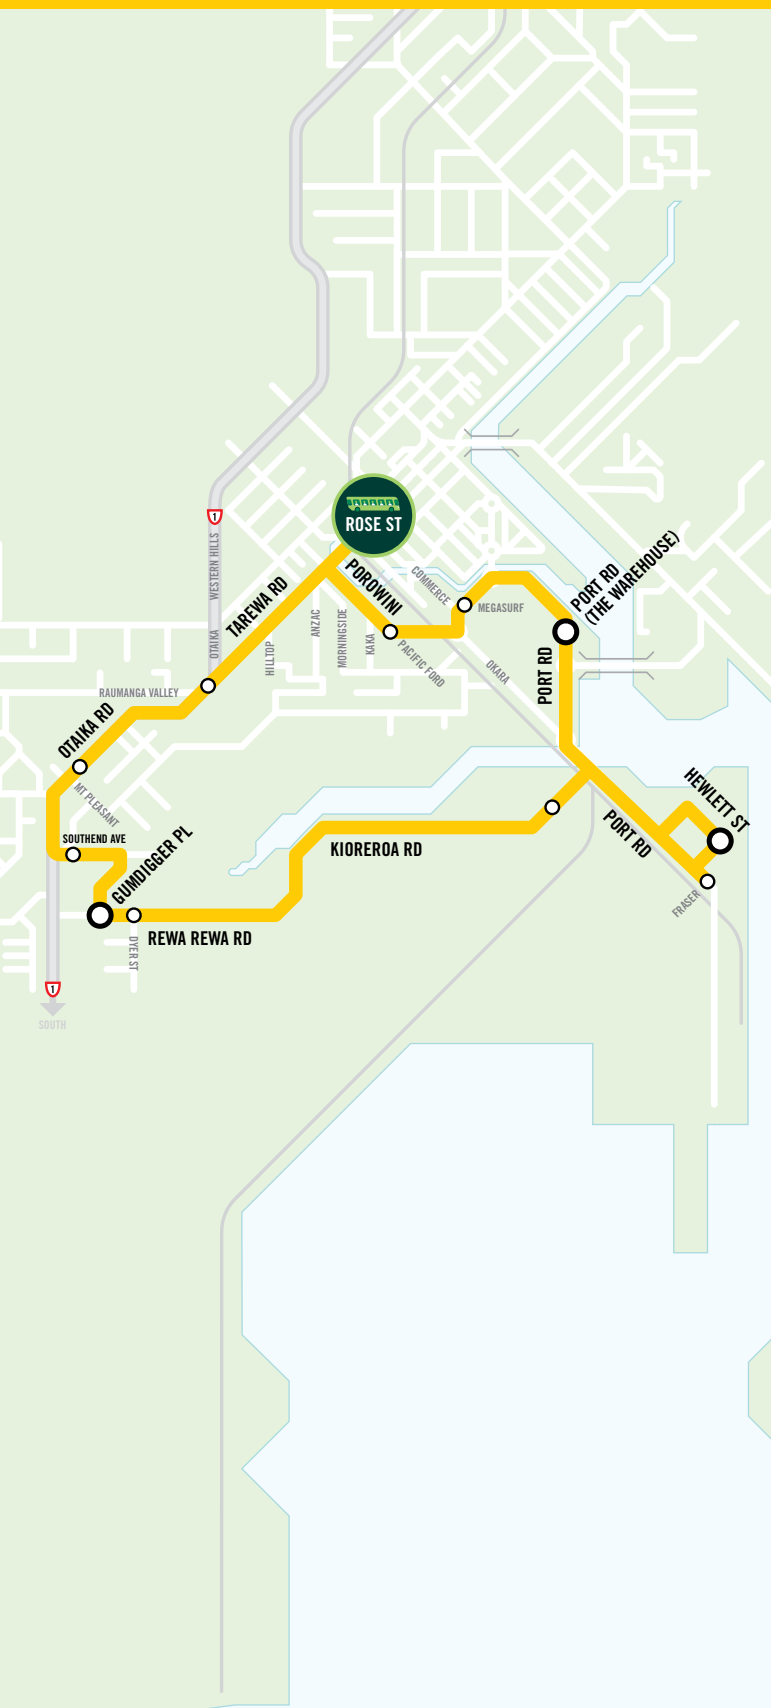 ROSE ST
1
WESTERN HILLS
PORT RD
(THE WAREHOUSE)
POROWINI
COMMERCE
TAREWA RD
MEGASURF
ANZAC
MORNINGSIDE
KAKA
OTAIKA
HILLTOP
PACIFIC FORD
OKARA
PORT RD
RAUMANGA VALLEY
OTAIKA RD
MT PLEASANT
HEWLETT ST
SOUTHEND AVE
GUMDIGGER PL
KIOREROA RD
PORT RD
FRASER
REWA REWA RD
DYER ST
1
SOUTH